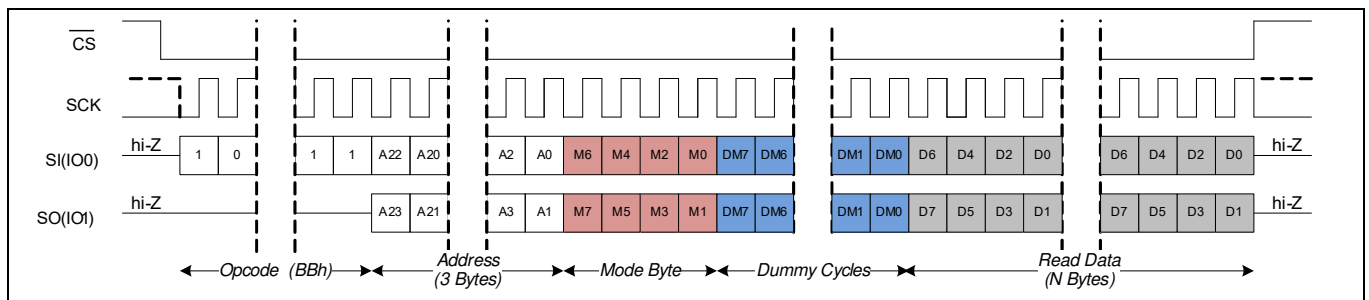 CS
SCK
hi-Z SI(IO0) 1 0 1 1 A22 A20 A2 A0 M6 M4 M2 M0 DM7 DM6 DM1 DM0 D6 D4 D2 D0 D6 D4 D2 D0 hi-Z
hi-Z SO(IO1) A23 A21 A3 A1 M7 M5 M3 M1 DM7 DM6 DM1 DM0 D7 D5 D3 D1 D7 D5 D3 D1 hi-Z
Opcode (BBh) Address Mode Byte Dummy Cycles Read Data
(3 Bytes) (N Bytes)